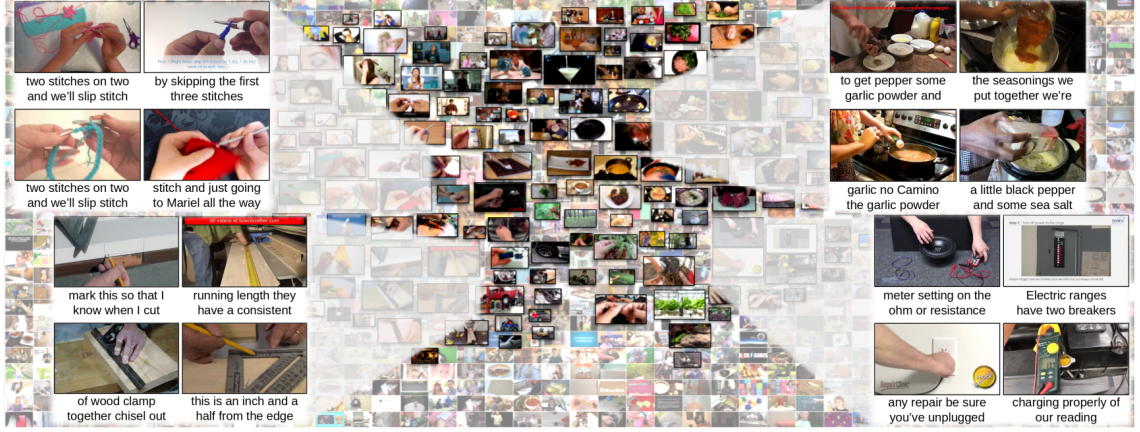 two stitches on two
and we'll slip stitch
by skipping the first
three stitches
two stitches on two
and we'll slip stitch
stitch and just going
to Mariel all the way
to get pepper some
garlic powder and
the seasonings we
put together we're
garlic no Camino
the garlic powder
a little black pepper
and some sea salt
mark this so that I
know when I cut
running length they
have a consistent
of wood clamp
together chisel out
this is an inch and a
half from the edge
meter setting on the
ohm or resistance
Electric ranges
have two breakers
any repair be sure
you've unplugged
charging properly of
our reading